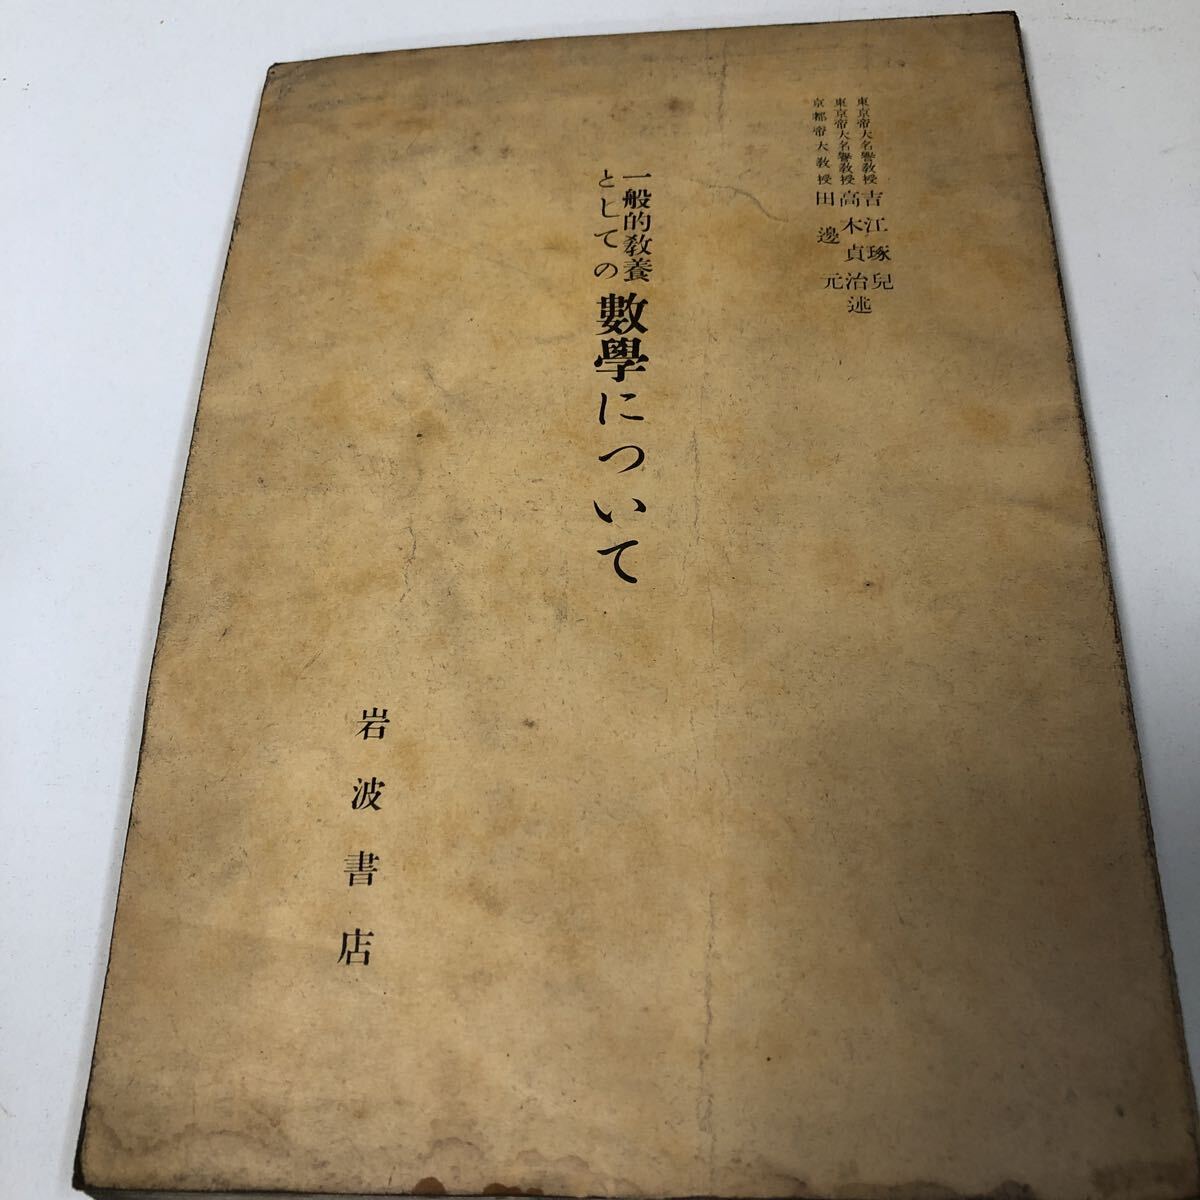 東京帝大名譽教授 吉江琢兒
東京帝大名譽教授 高木貞治 述
京都帝大教授 田邊元
一般的教養
としての
數學について
岩波書店